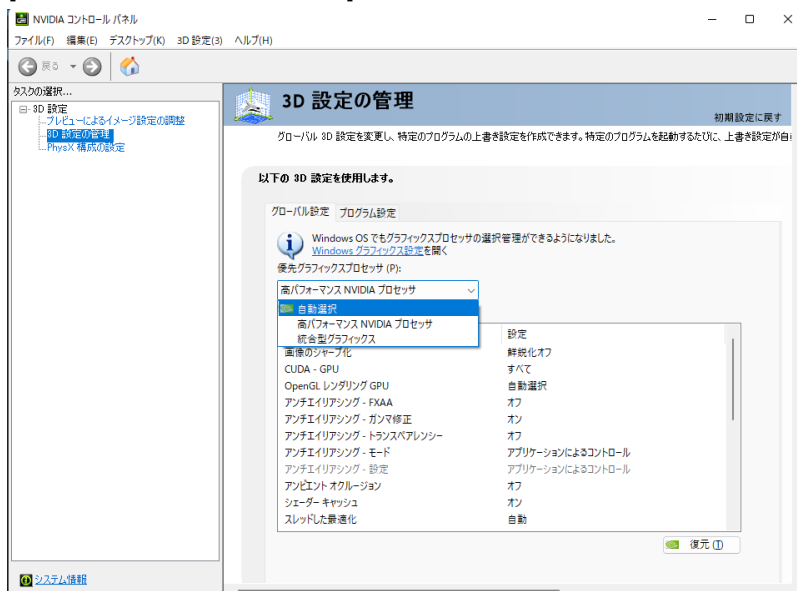 NVIDIA コントロール パネル
ファイル(F) 編集(E) デスクトップ(K) 3D 設定(3) ヘルプ(H)
戻る
タスクの選択...
3D 設定
プレビューによるイメージ設定の調整
3D 設定の管理
PhysX 構成の設定
システム情報
3D 設定の管理
初期設定に戻す
グローバル 3D 設定を変更し、特定のプログラムの上書き設定を作成できます。特定のプログラムを起動するたびに、上書き設定が自
以下の 3D 設定を使用します。
グローバル設定 プログラム設定
Windows OS でもグラフィックスプロセッサの選択管理ができるようになりました。
Windows グラフィックス設定を開く
優先グラフィックスプロセッサ (P):
高パフォーマンス NVIDIA プロセッサ
自動選択
高パフォーマンス NVIDIA プロセッサ
統合型グラフィックス
設定
画像のシャープ化 鮮鋭化オフ
CUDA - GPU すべて
OpenGL レンダリング GPU 自動選択
アンチエイリアシング - FXAA オフ
アンチエイリアシング - ガンマ修正 オン
アンチエイリアシング - トランスペアレンシー オフ
アンチエイリアシング - モード アプリケーションによるコントロール
アンチエイリアシング - 設定 アプリケーションによるコントロール
アンビエント オクルージョン オフ
シェーダー キャッシュ オン
スレッドした最適化 自動
復元 (T)